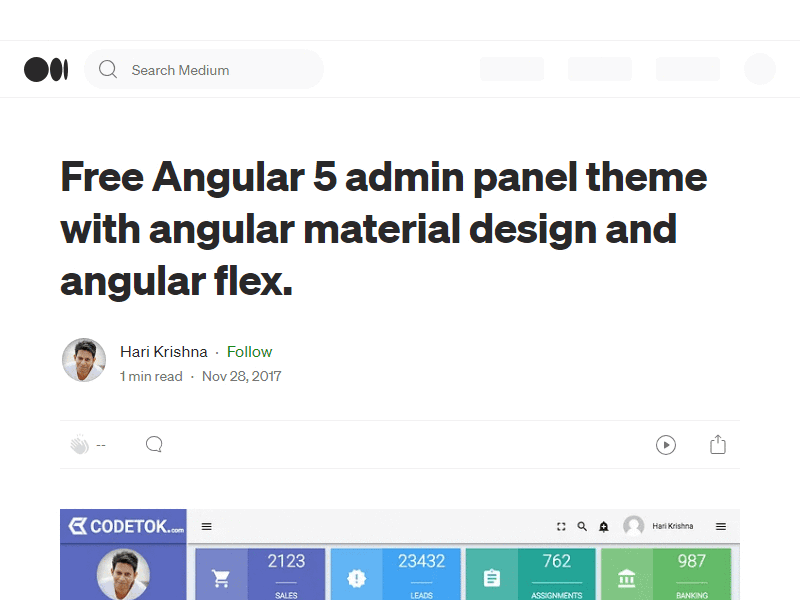 Search Medium
Free Angular 5 admin panel theme
with angular material design and
angular flex.
Hari Krishna · Follow
1 min read · Nov 28, 2017
--
CODETOK.com
Hari Krishna
2123
SALES
23432
LEADS
762
ASSIGNMENTS
987
BANKING